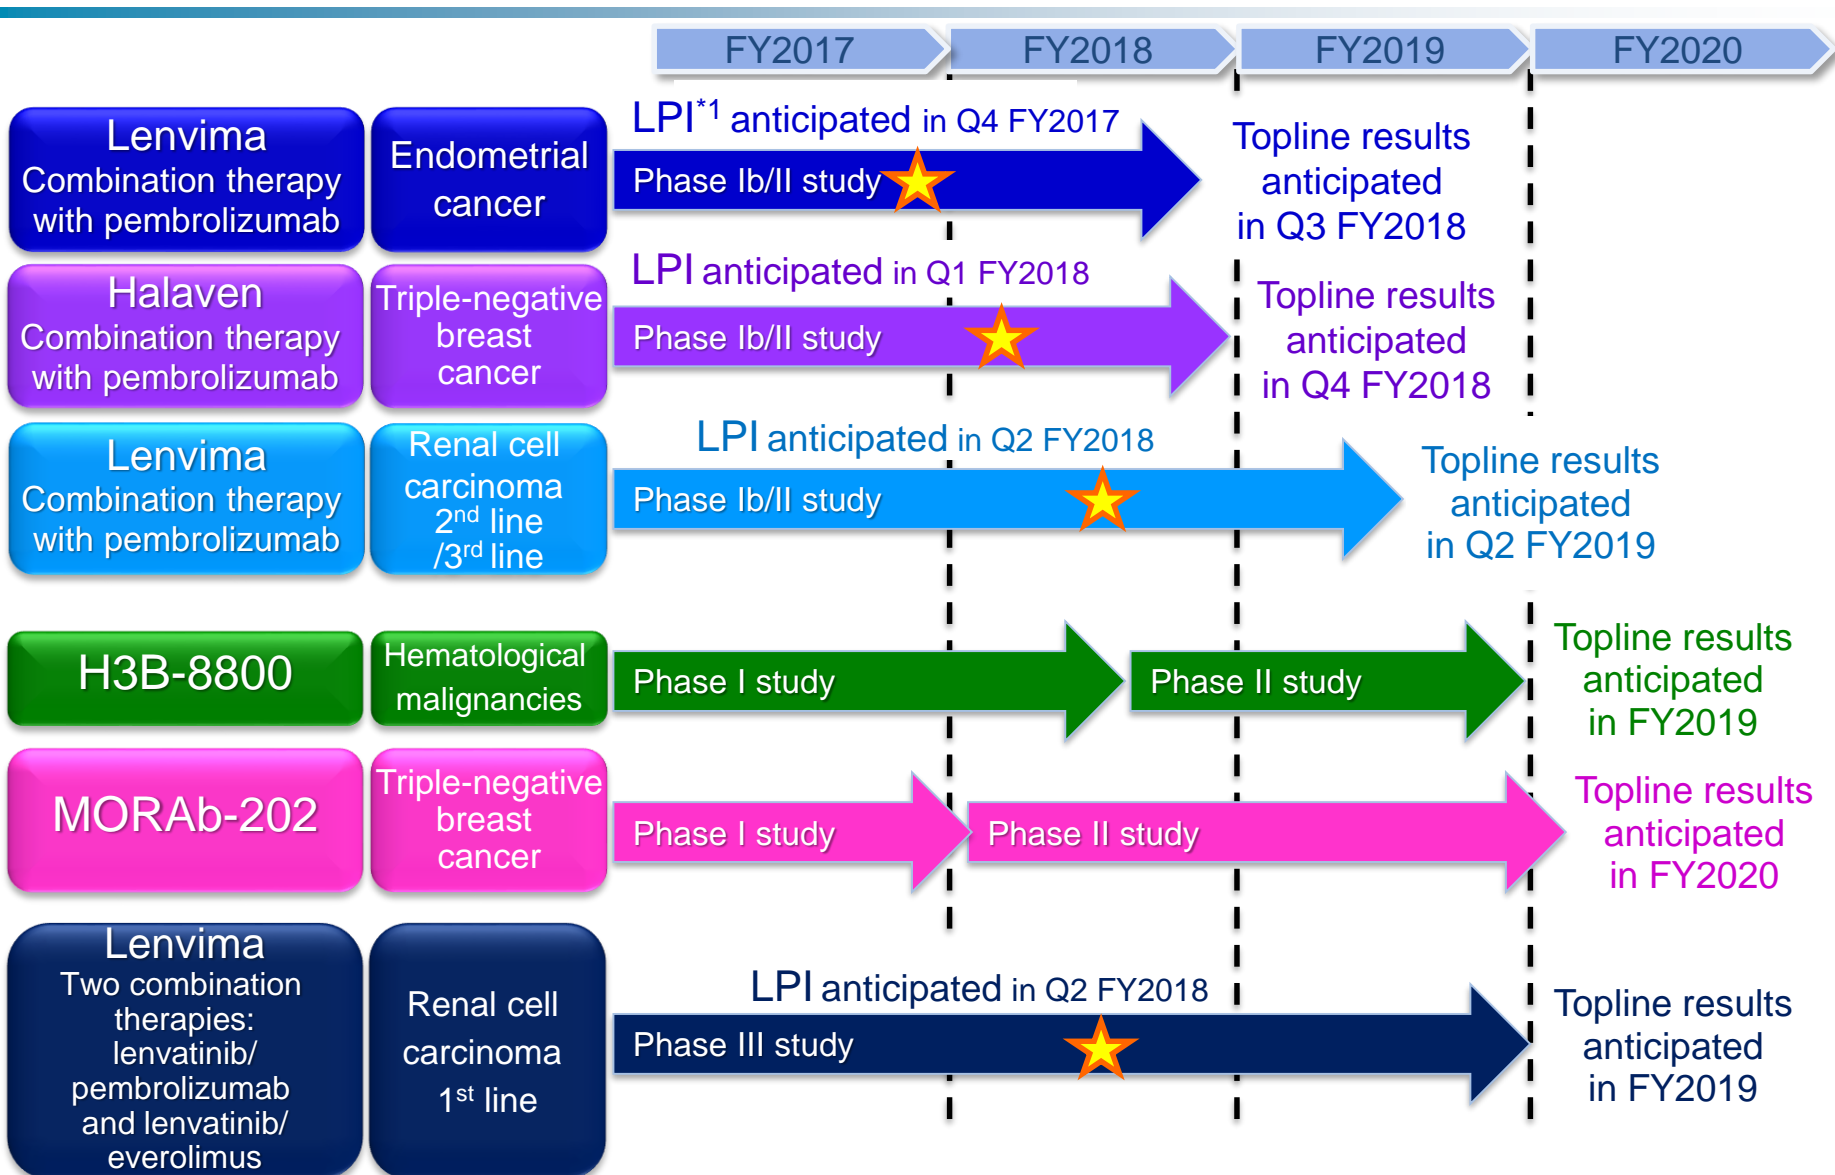 FY2017
FY2018
FY2019
FY2020
Lenvima
Combination therapy
with pembrolizumab
Endometrial
cancer
LPI*1 anticipated in Q4 FY2017
Phase Ib/II study
Topline results
anticipated
in Q3 FY2018
Halaven
Combination therapy
with pembrolizumab
Triple-negative
breast
cancer
LPI anticipated in Q1 FY2018
Phase Ib/II study
Topline results
anticipated
in Q4 FY2018
Lenvima
Combination therapy
with pembrolizumab
Renal cell
carcinoma
2nd line
/3rd line
LPI anticipated in Q2 FY2018
Phase Ib/II study
Topline results
anticipated
in Q2 FY2019
H3B-8800
Hematological
malignancies
Phase I study
Phase II study
Topline results
anticipated
in FY2019
MORAb-202
Triple-negative
breast
cancer
Phase I study
Phase II study
Topline results
anticipated
in FY2020
Lenvima
Two combination
therapies:
lenvatinib/
pembrolizumab
and lenvatinib/
everolimus
Renal cell
carcinoma
1st line
LPI anticipated in Q2 FY2018
Phase III study
Topline results
anticipated
in FY2019